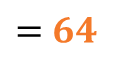 = 64